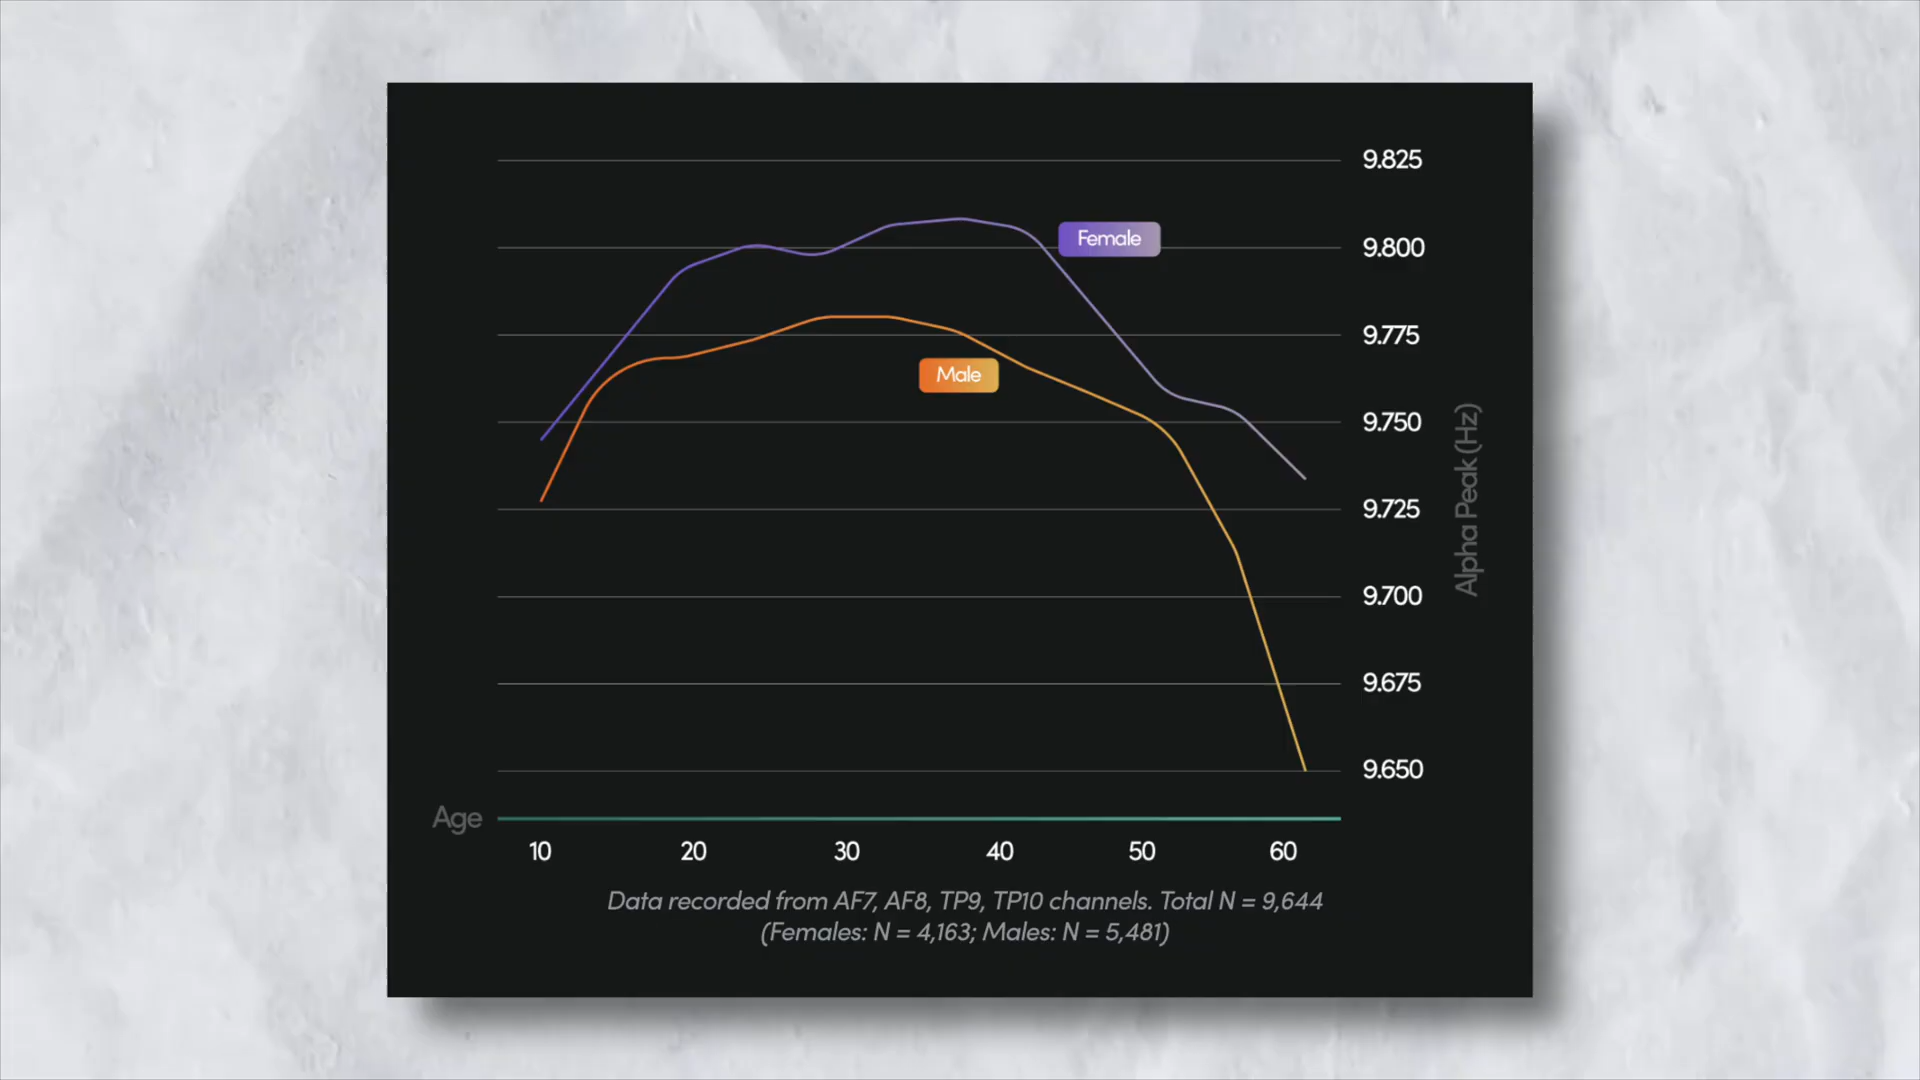 9.825
Female
9.800
9.775
Male
9.750
Alpha Peak (Hz)
9.725
9.700
9.675
9.650
Age
10 20 30 40 50 60
Data recorded from AF7, AF8, TP9, TP10 channels. Total N = 9,644
(Females: N = 4,163; Males: N = 5,481)